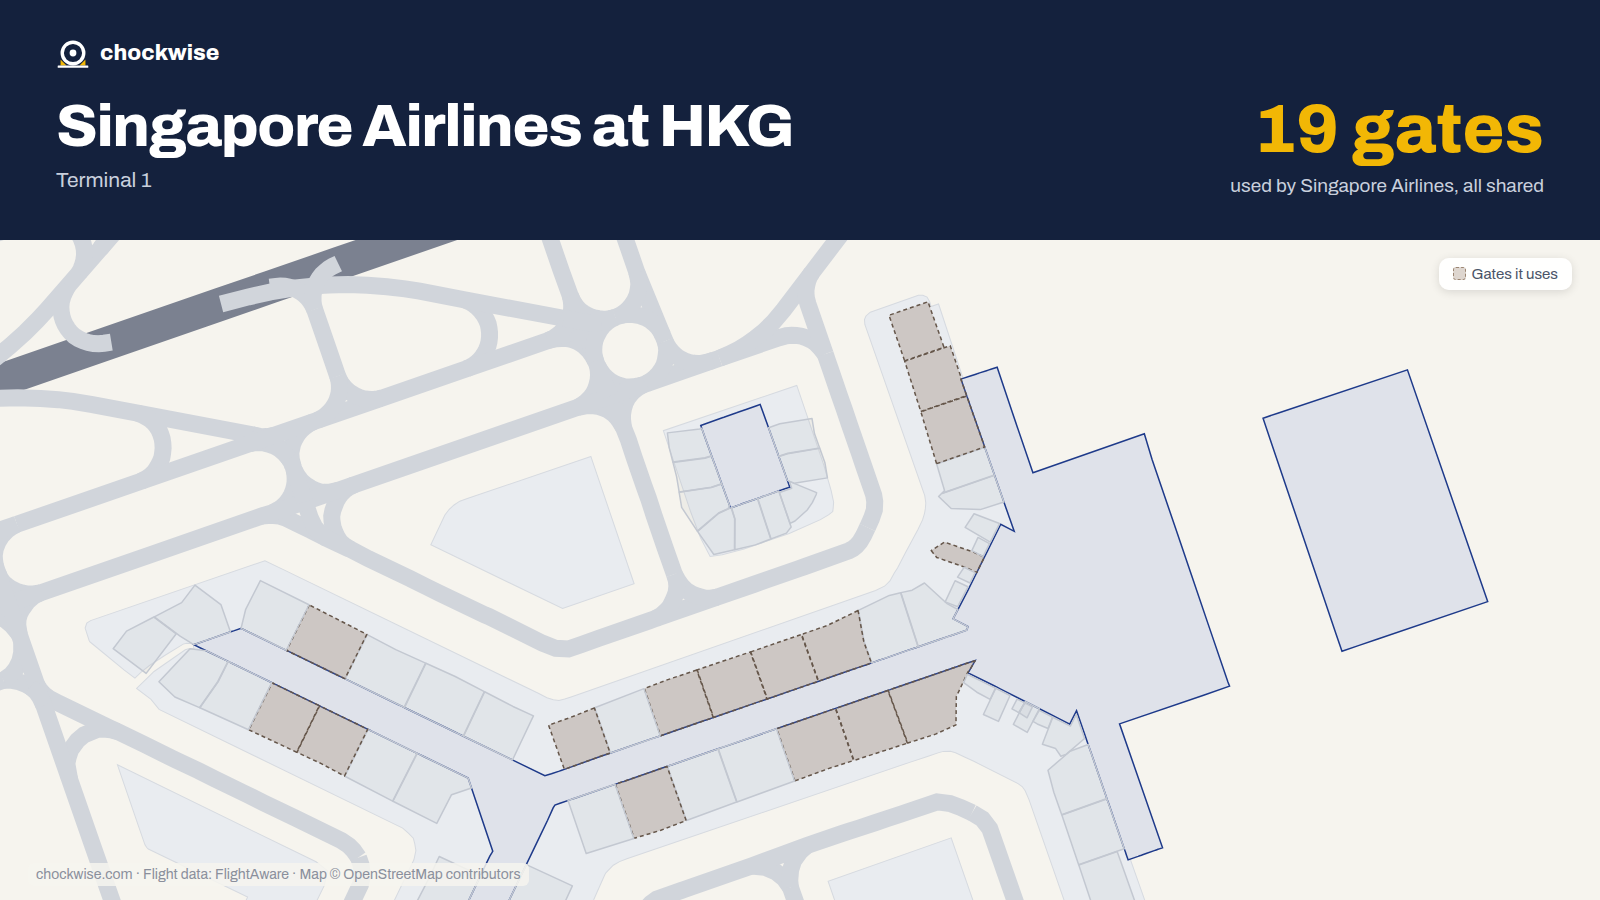 chockwise
Singapore Airlines at HKG
Terminal 1
19 gates
used by Singapore Airlines, all shared
Gates it uses
chockwise.com · Flight data: FlightAware · Map © OpenStreetMap contributors